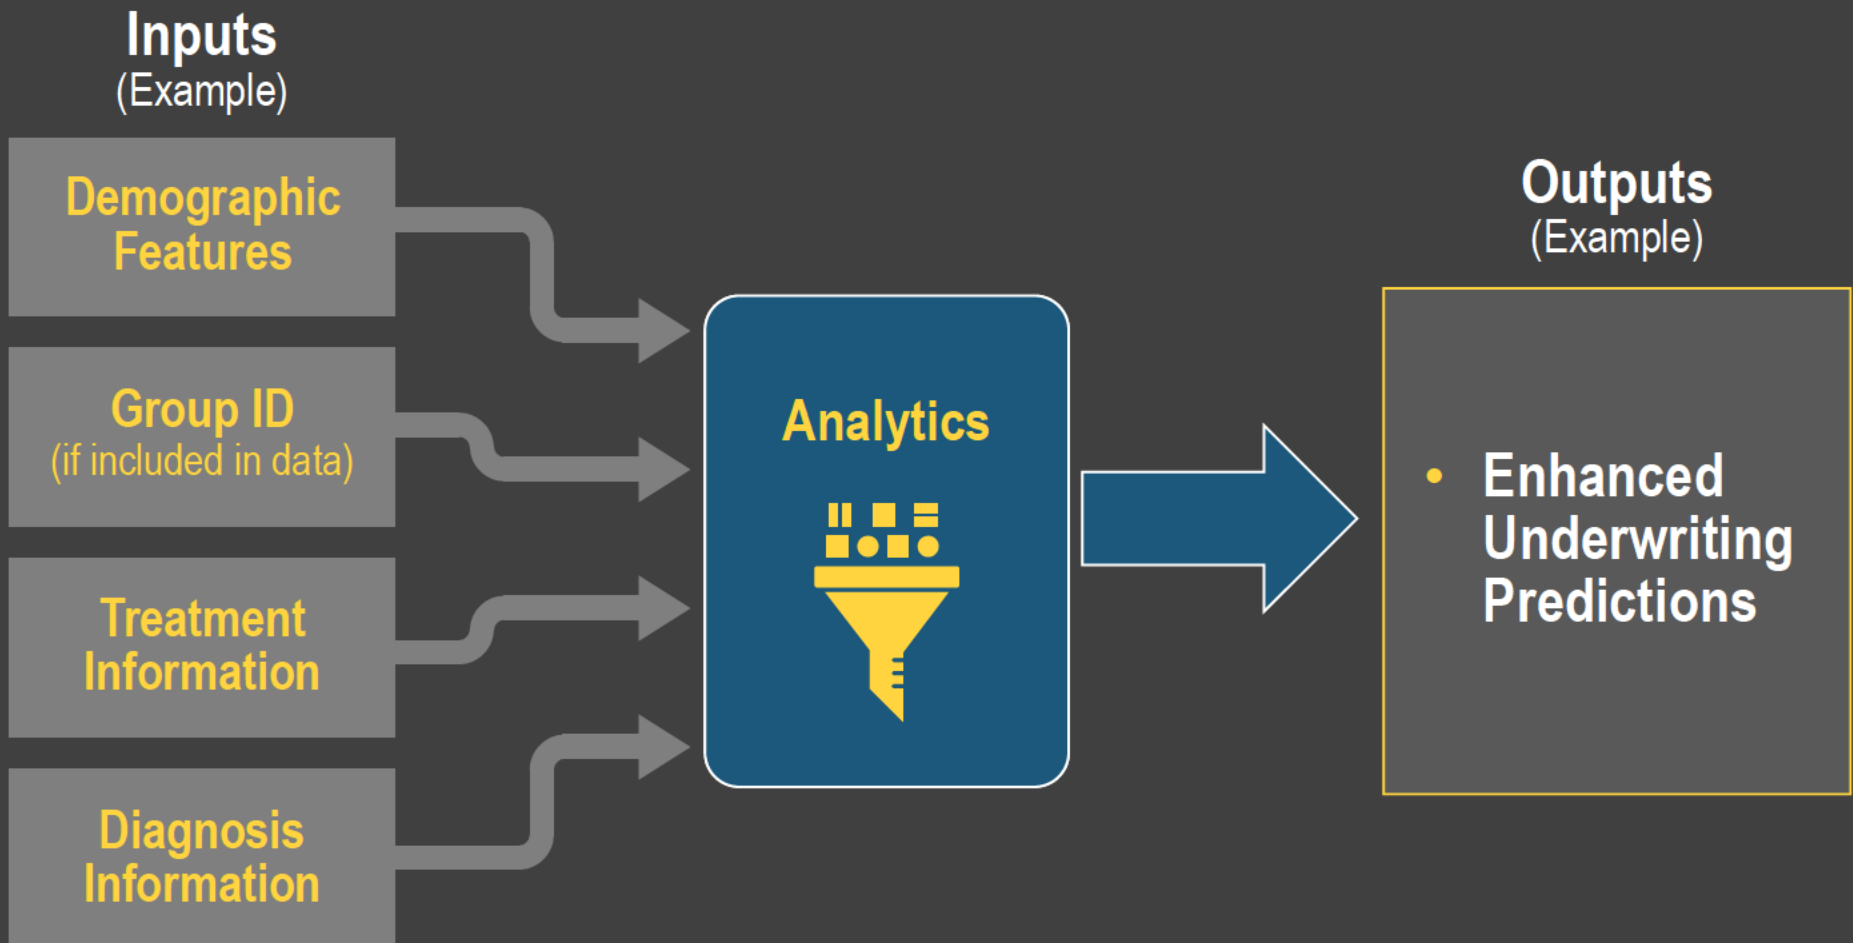 Inputs
(Example)
Demographic
Features
Group ID
(if included in data)
Treatment
Information
Diagnosis
Information
Analytics
Outputs
(Example)
• Enhanced
Underwriting
Predictions